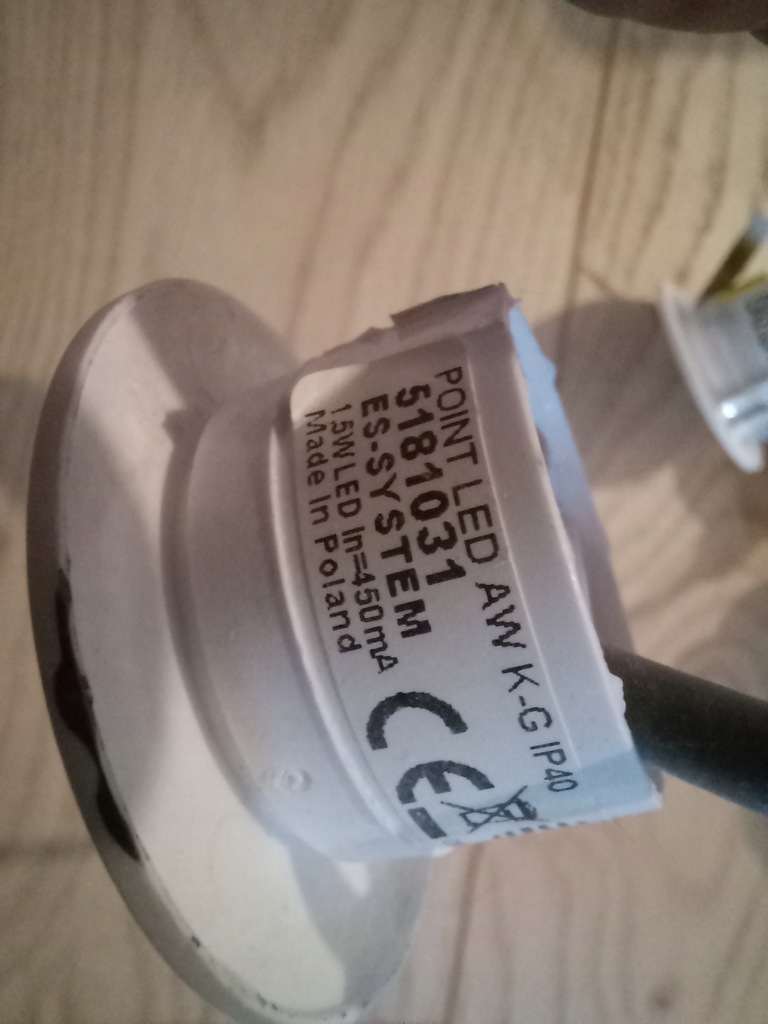 POINT LED AW K-G IP40
5181031
ES-SYSTEM
1.5W LED In=450mA
Made In Poland
CE